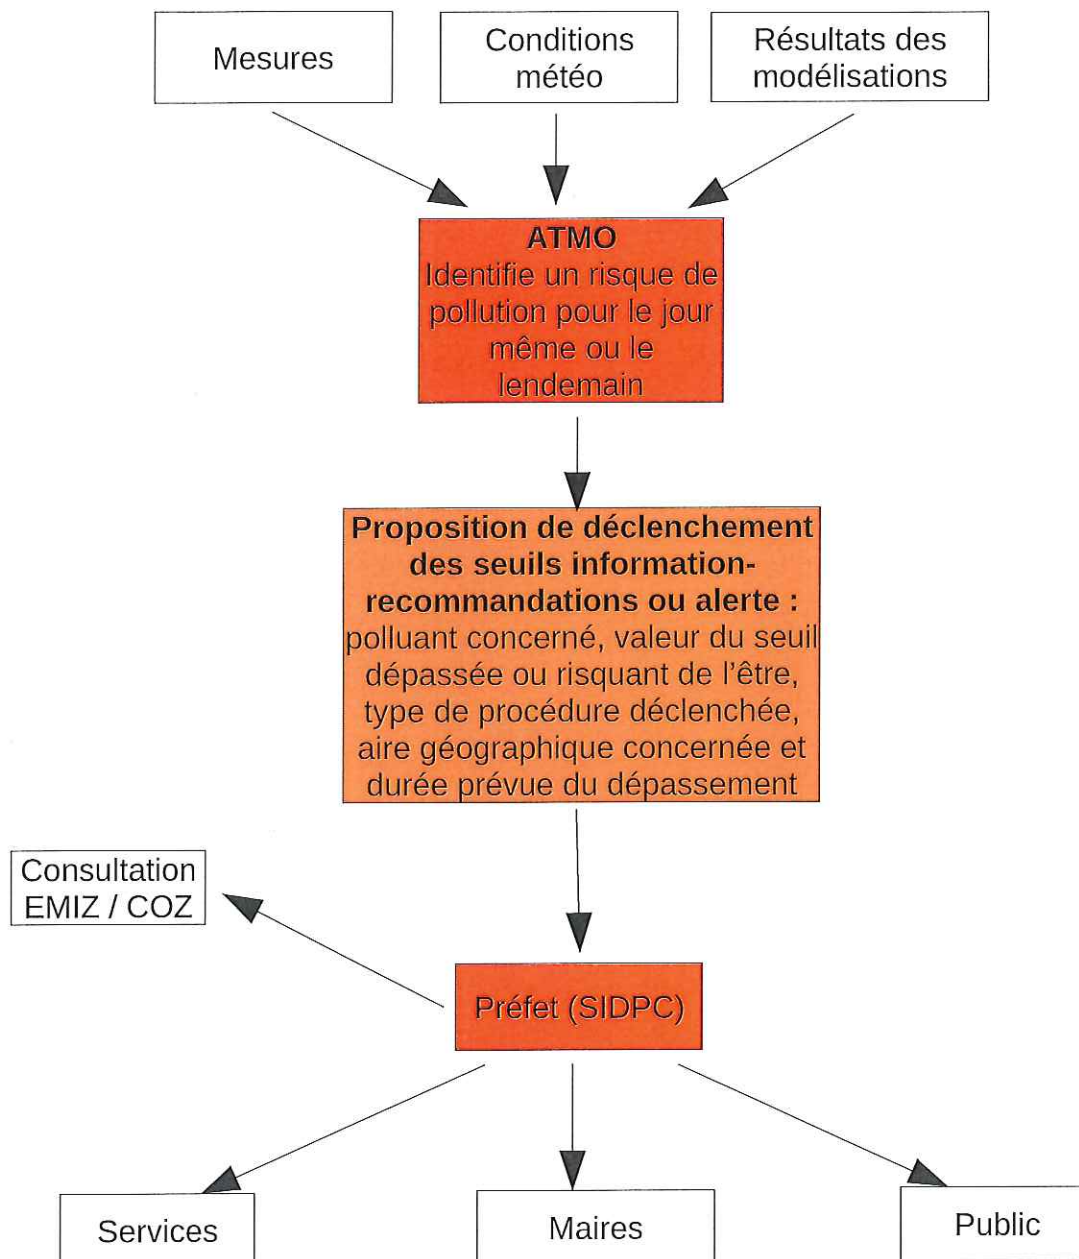 Mesures
Conditions
météo
Résultats des
modélisations
ATMO
Identifie un risque de
pollution pour le jour
même ou le
lendemain
Proposition de déclenchement
des seuils information-
recommandations ou alerte :
polluant concerné, valeur du seuil
dépassée ou risquant de l'être,
type de procédure déclenchée,
aire géographique concernée et
durée prévue du dépassement
Consultation
EMIZ / COZ
Préfet (SIDPC)
Services
Maires
Public